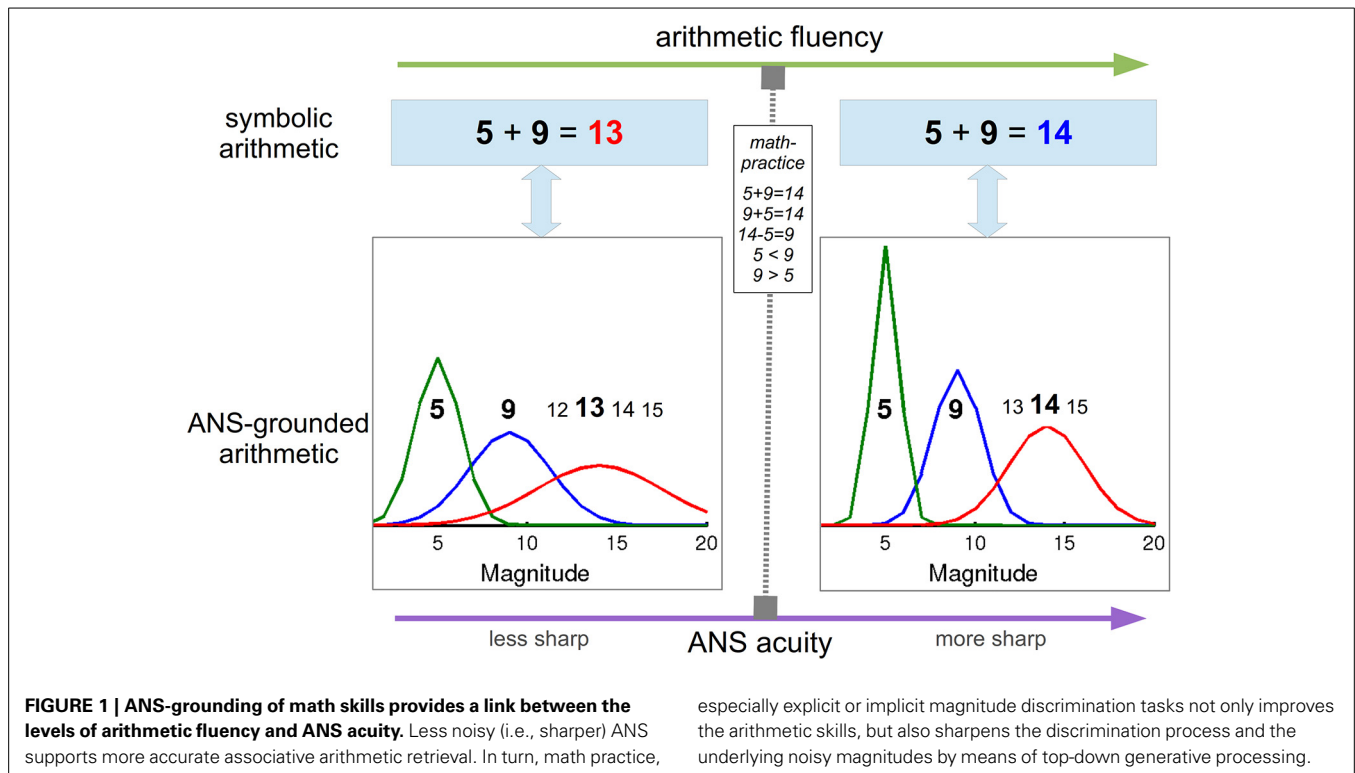 arithmetic fluency
symbolic
arithmetic
5 + 9 = 13
math-
practice
5+9=14
9+5=14
14-5=9
5 < 9
9 > 5
5 + 9 = 14
ANS-grounded
arithmetic
5
9
12 13 14 15
5 10 15 20
Magnitude
5
9
13 14 15
5 10 15 20
Magnitude
less sharp
ANS acuity
more sharp
FIGURE 1 | ANS-grounding of math skills provides a link between the
levels of arithmetic fluency and ANS acuity. Less noisy (i.e., sharper) ANS
supports more accurate associative arithmetic retrieval. In turn, math practice,
especially explicit or implicit magnitude discrimination tasks not only improves
the arithmetic skills, but also sharpens the discrimination process and the
underlying noisy magnitudes by means of top-down generative processing.